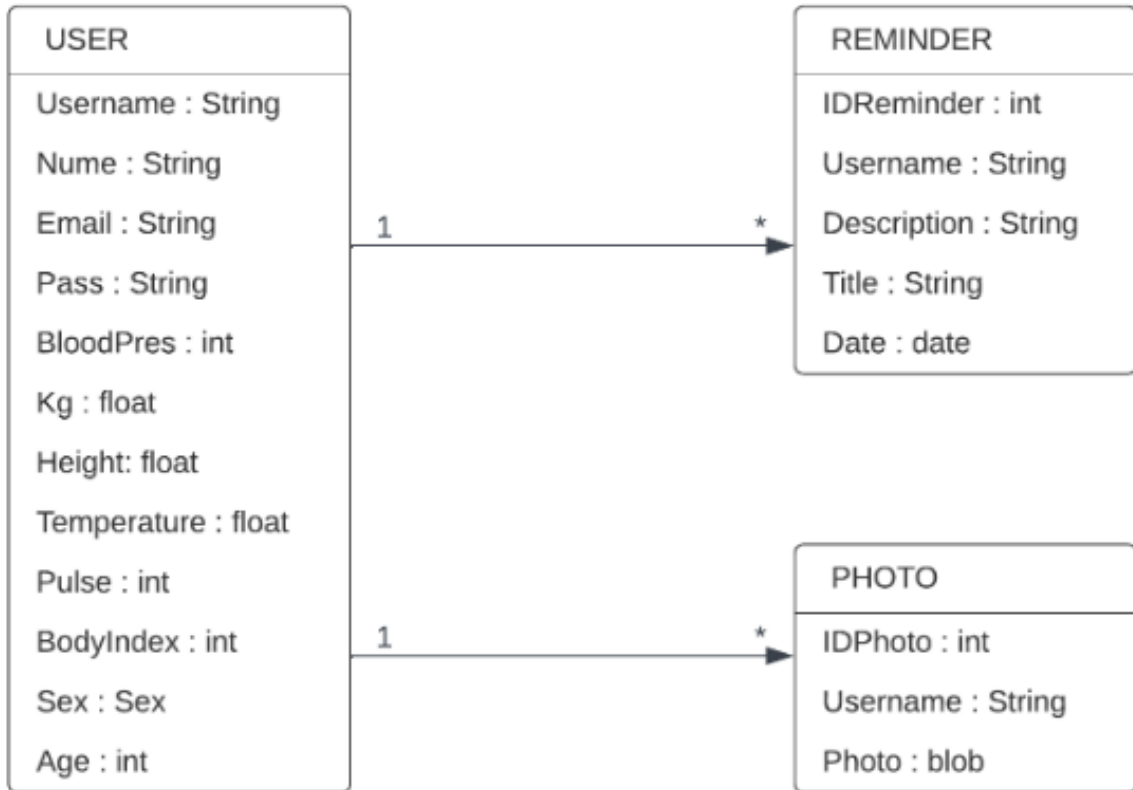 USER
Username : String
Nume : String
Email : String
Pass : String
BloodPres : int
Kg : float
Height: float
Temperature : float
Pulse : int
BodyIndex : int
Sex : Sex
Age : int
1
*
1
*
REMINDER
IDReminder : int
Username : String
Description : String
Title : String
Date : date
PHOTO
IDPhoto : int
Username : String
Photo : blob